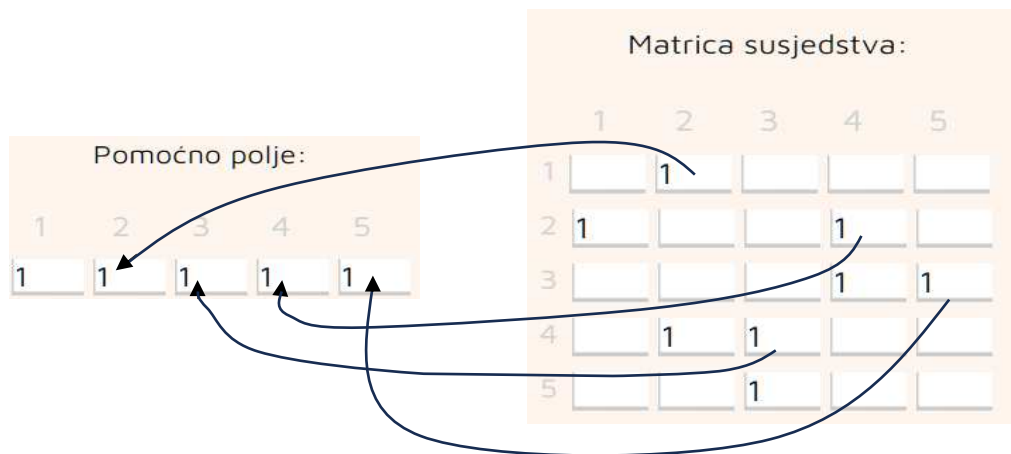 Matrica susjedstva:
1 2 3 4 5
1 1
2 1 1
3 1 1
4 1 1
5 1
Pomoćno polje:
1 2 3 4 5
1 1 1 1 1